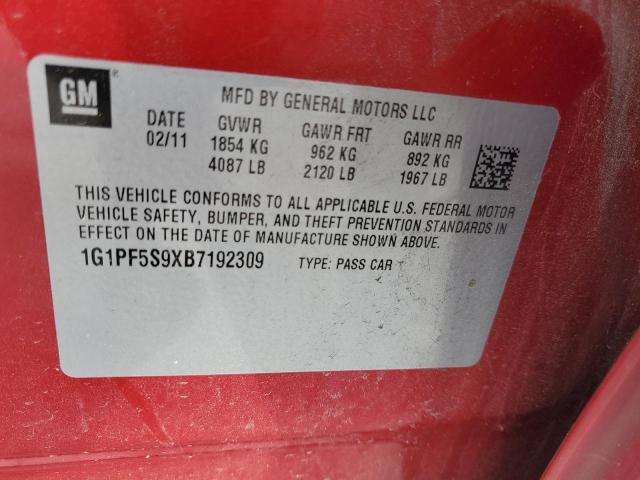 GM®
MFD BY GENERAL MOTORS LLC
DATE GVWR GAWR FRT GAWR RR
02/11 1854 KG 962 KG 892 KG
4087 LB 2120 LB 1967 LB
THIS VEHICLE CONFORMS TO ALL APPLICABLE U.S. FEDERAL MOTOR
VEHICLE SAFETY, BUMPER, AND THEFT PREVENTION STANDARDS IN
EFFECT ON THE DATE OF MANUFACTURE SHOWN ABOVE.
1G1PF5S9XB7192309 TYPE: PASS CAR